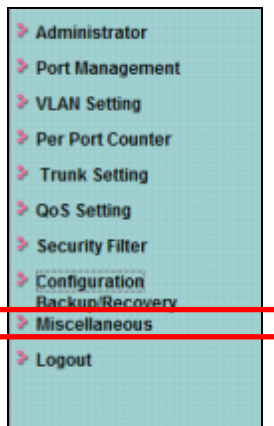 Administrator
Port Management
VLAN Setting
Per Port Counter
Trunk Setting
QoS Setting
Security Filter
Configuration
Backup/Recovery
Miscellaneous
Logout